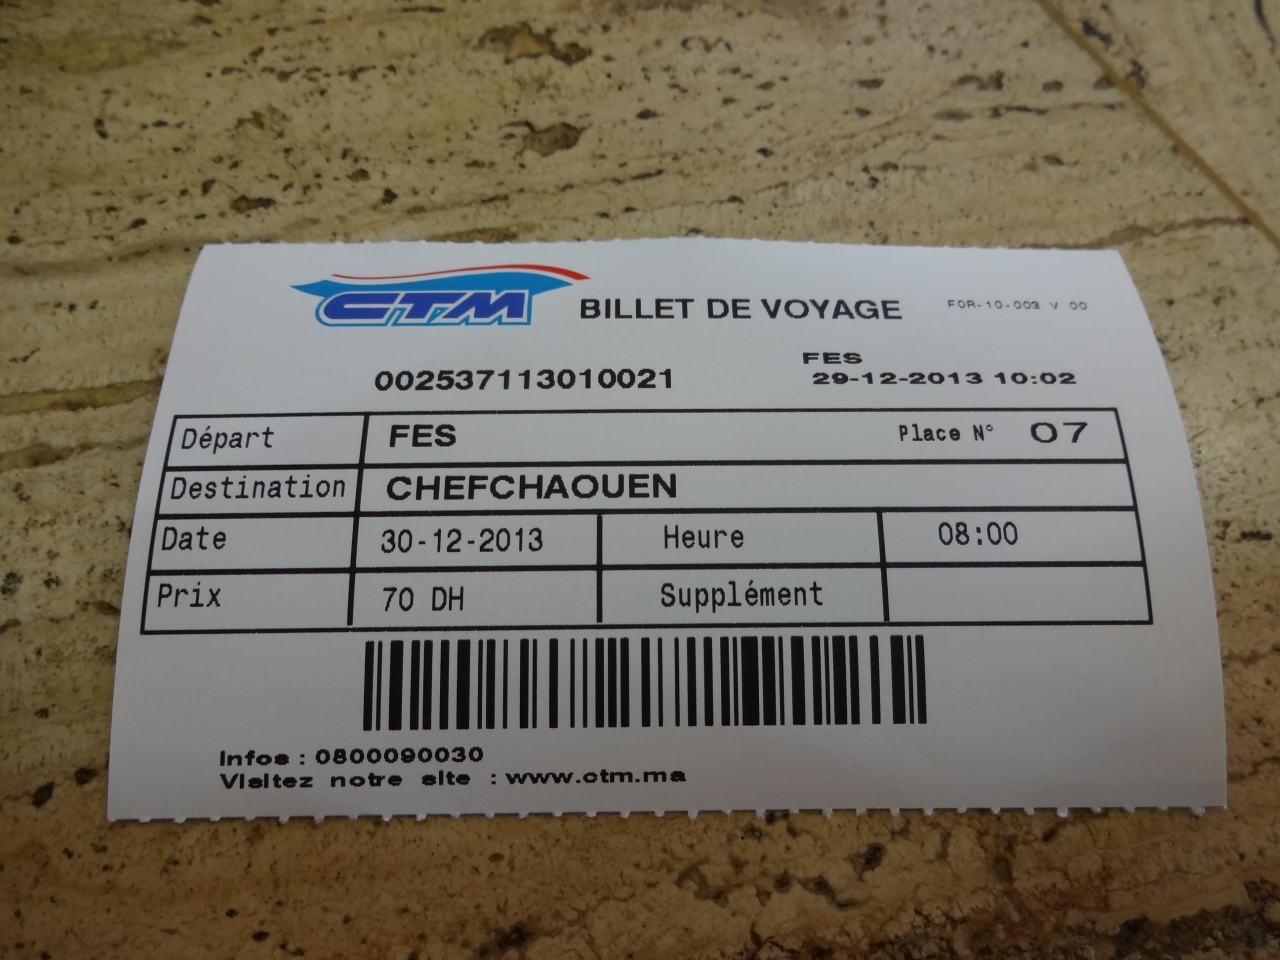 CTM BILLET DE VOYAGE FOR-10-003 V 00
FES
002537113010021 29-12-2013 10:02
Départ FES Place N° 07
Destination CHEFCHAOUEN
Date 30-12-2013 Heure 08:00
Prix 70 DH Supplément
Infos : 0800090030
Visitez notre site : www.ctm.ma